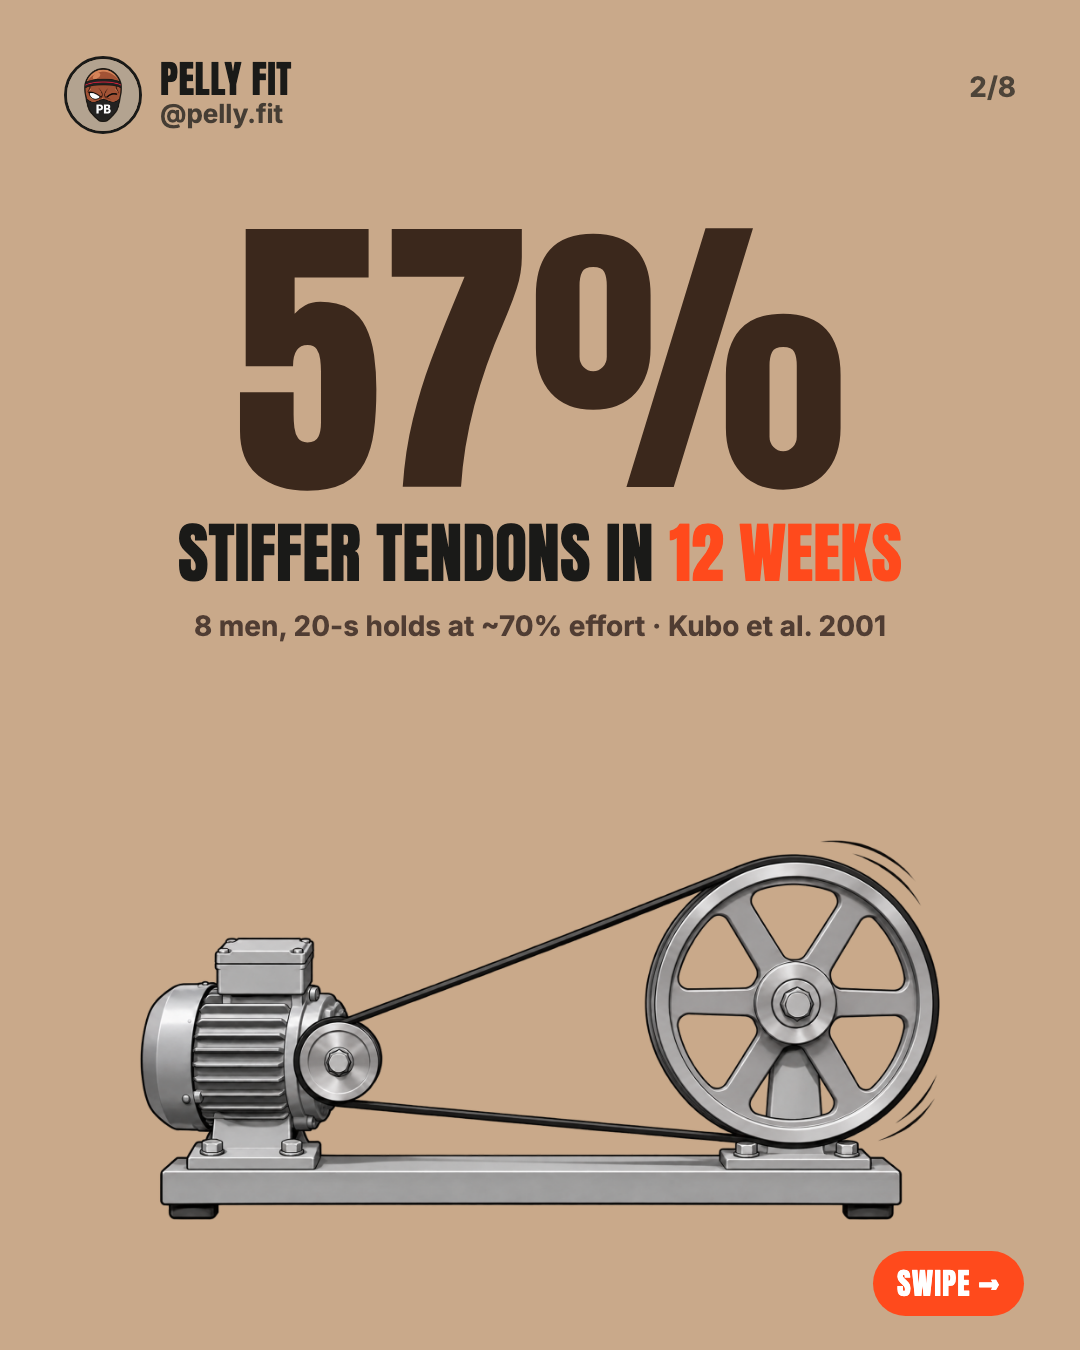 PELLY FIT
@pelly.fit
2/8
PB
57%
STIFFER TENDONS IN 12 WEEKS
8 men, 20-s holds at ~70% effort · Kubo et al. 2001
SWIPE →